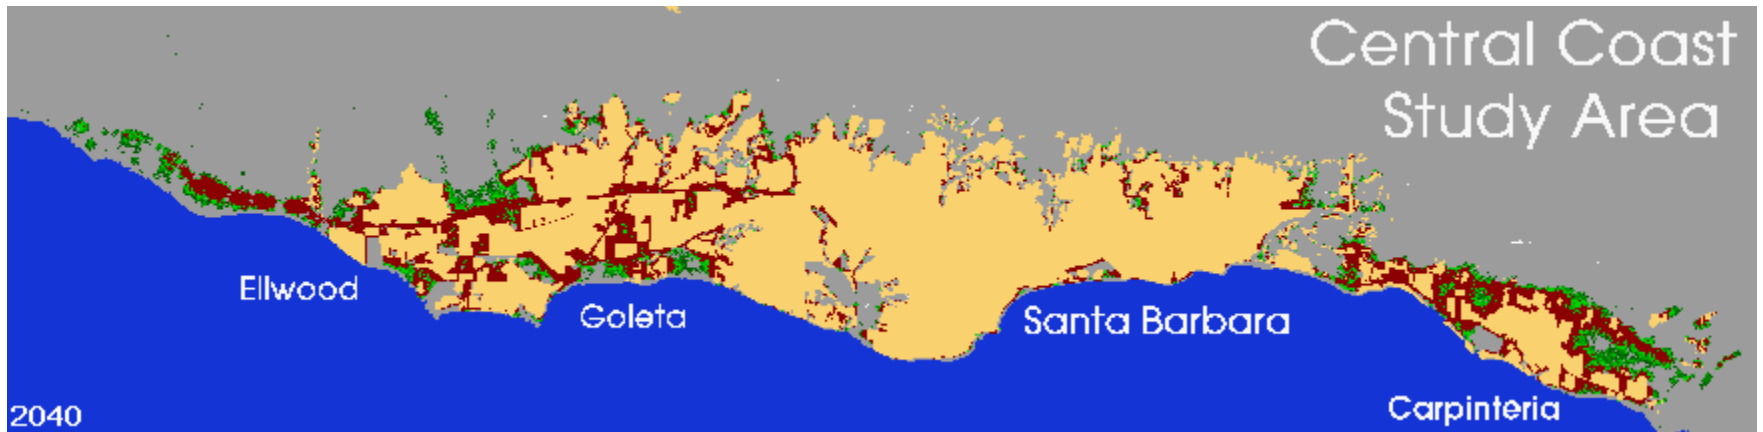 Central Coast
Study Area
Ellwood
Goleta
Santa Barbara
Carpinteria
2040